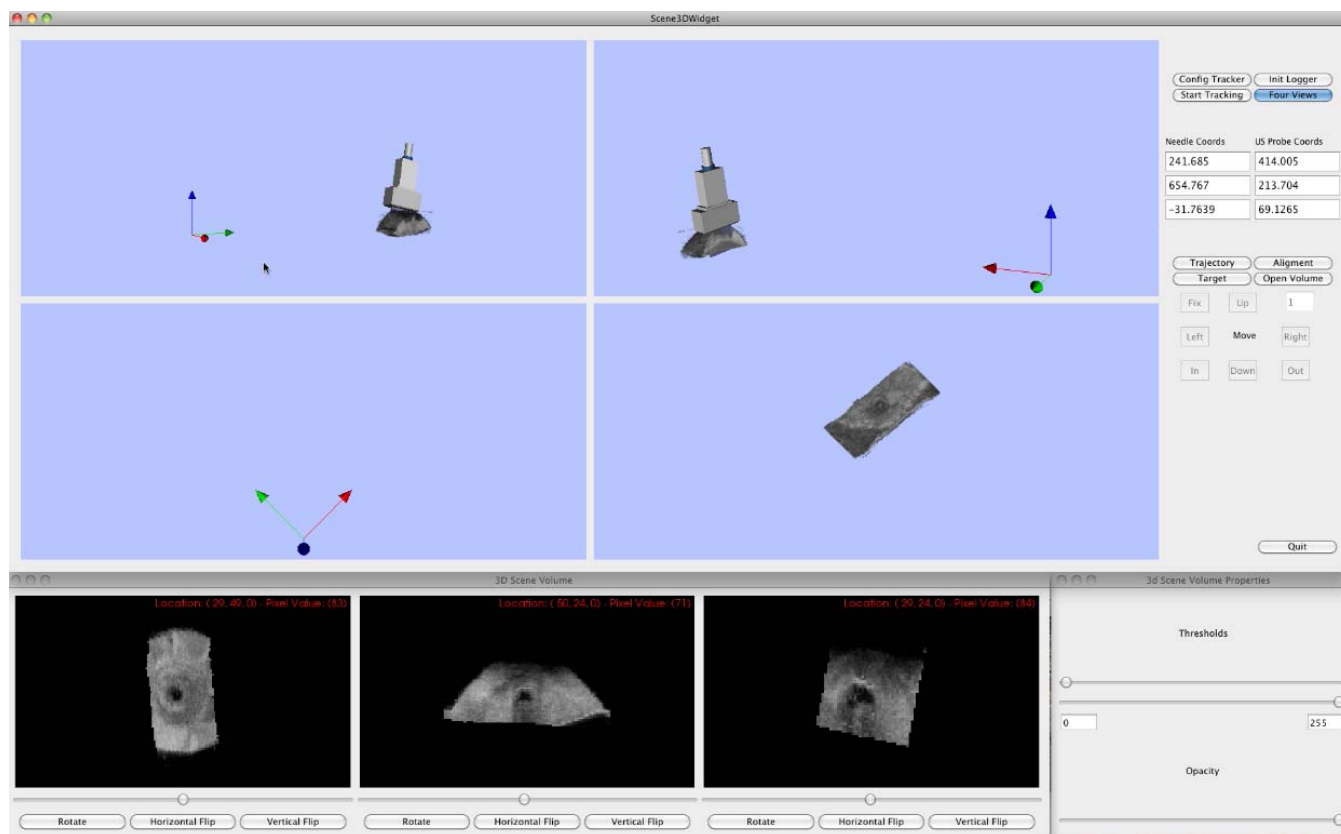 Scene3DWidget
Config Tracker Init Logger
Start Tracking Four Views
Needle Coords US Probe Coords
241.685 414.005
654.767 213.704
-31.7639 69.1265
Trajectory Aligment
Target Open Volume
Fix Up 1
Left Move Right
In Down Out
Quit
3D Scene Volume
Location: ( 29, 49, 0) - Pixel Value: (83)
Location: ( 50, 24, 0) - Pixel Value: (71)
Location: ( 29, 24, 0) - Pixel Value: (84)
Rotate Horizontal Flip Vertical Flip
Rotate Horizontal Flip Vertical Flip
Rotate Horizontal Flip Vertical Flip
3d Scene Volume Properties
Thresholds
0 255
Opacity